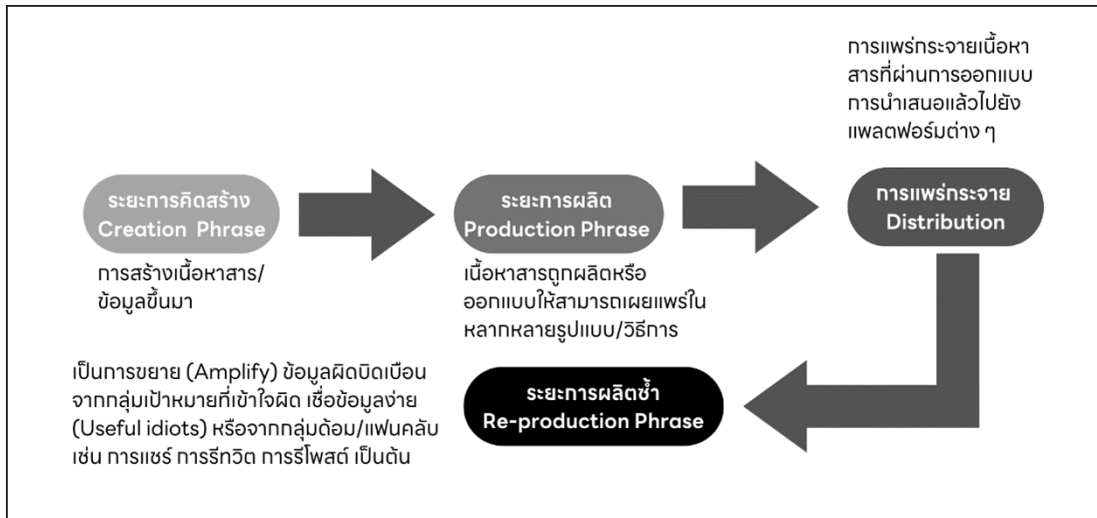 ระยะการคิดสร้าง
Creation Phrase
การสร้างเนื้อหาสาร/
ข้อมูลขึ้นมา
ระยะการผลิต
Production Phrase
เนื้อหาสารถูกผลิตหรือ
ออกแบบให้สามารถเผยแพร่ใน
หลากหลายรูปแบบ/วิธีการ
การแพร่กระจายเนื้อหา
สารที่ผ่านการออกแบบ
การนำเสนอแล้วไปยัง
แพลตฟอร์มต่าง ๆ
การแพร่กระจาย
Distribution
ระยะการผลิตซ้ำ
Re-production Phrase
เป็นการขยาย (Amplify) ข้อมูลผิดบิดเบือน
จากกลุ่มเป้าหมายที่เข้าใจผิด เชื่อข้อมูลง่าย
(Useful idiots) หรือจากกลุ่มด้อม/แฟนคลับ
เช่น การแชร์ การรีทวิต การรีโพสต์ เป็นต้น